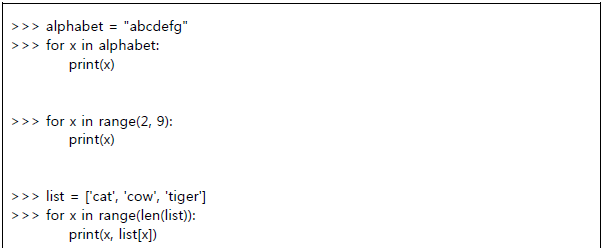 >>> alphabet = "abcdefg"
>>> for x in alphabet:
        print(x)
>>> for x in range(2, 9):
        print(x)
>>> list = ['cat', 'cow', 'tiger']
>>> for x in range(len(list)):
        print(x, list[x])